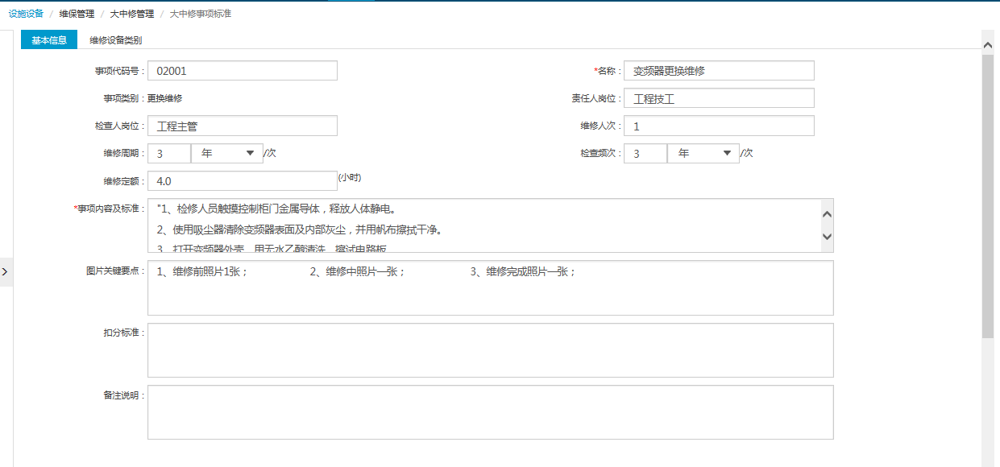 设施设备 / 维保管理 / 大中修管理 / 大中修事项标准
基本信息 维修设备类别
事项代码号： 02001 *名称： 变频器更换维修
事项类别： 更换维修 责任人岗位： 工程技工
检查人岗位： 工程主管 维修人次： 1
维修周期： 3 年 /次 检查频次： 3 年 /次
维修定额： 4.0 (小时)
*事项内容及标准： "1、检修人员触摸控制柜门金属导体，释放人体静电。
2、使用吸尘器清除变频器表面及内部灰尘，并用帆布擦拭干净。
3、打开变频器外壳，用无水乙醇清洗、擦试电路板
图片关键要点： 1、维修前照片1张； 2、维修中照片一张； 3、维修完成照片一张；
扣分标准：
备注说明：